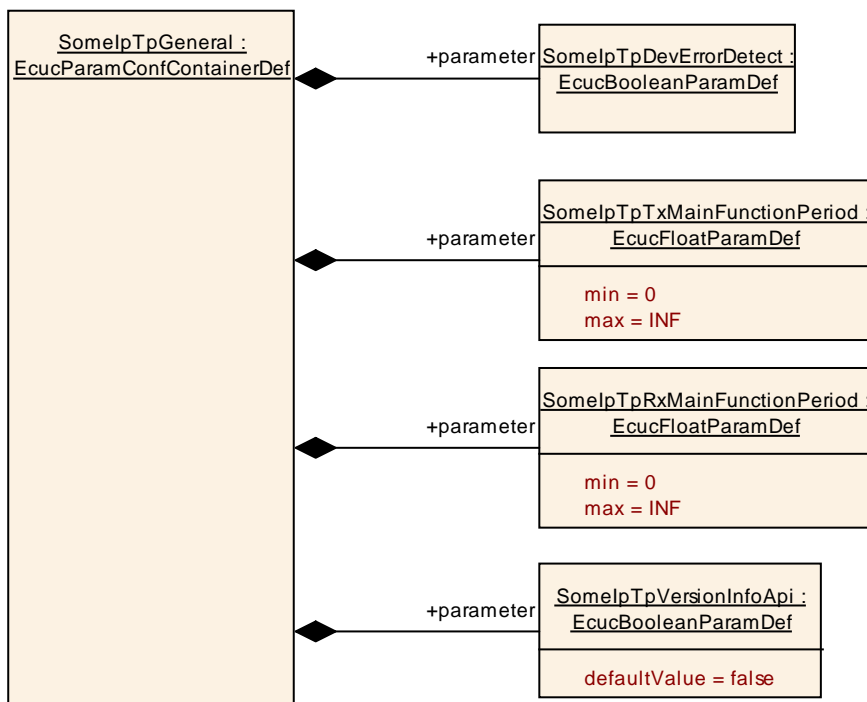 SomeIpTpGeneral :
EcucParamConfContainerDef
+parameter
SomeIpTpDevErrorDetect :
EcucBooleanParamDef
+parameter
SomeIpTpTxMainFunctionPeriod :
EcucFloatParamDef
min = 0
max = INF
+parameter
SomeIpTpRxMainFunctionPeriod :
EcucFloatParamDef
min = 0
max = INF
+parameter
SomeIpTpVersionInfoApi :
EcucBooleanParamDef
defaultValue = false